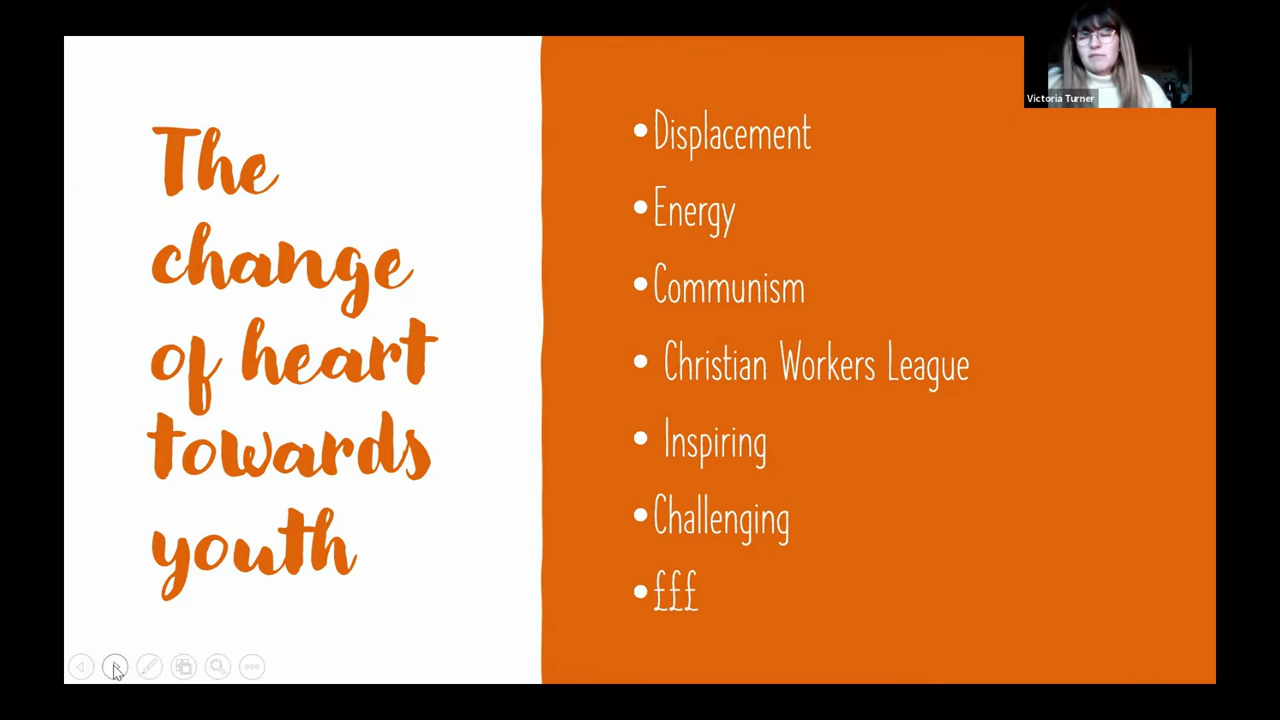 The
change
of heart
towards
youth
•Displacement
•Energy
•Communism
• Christian Workers League
• Inspiring
•Challenging
•£££
Victoria Turner